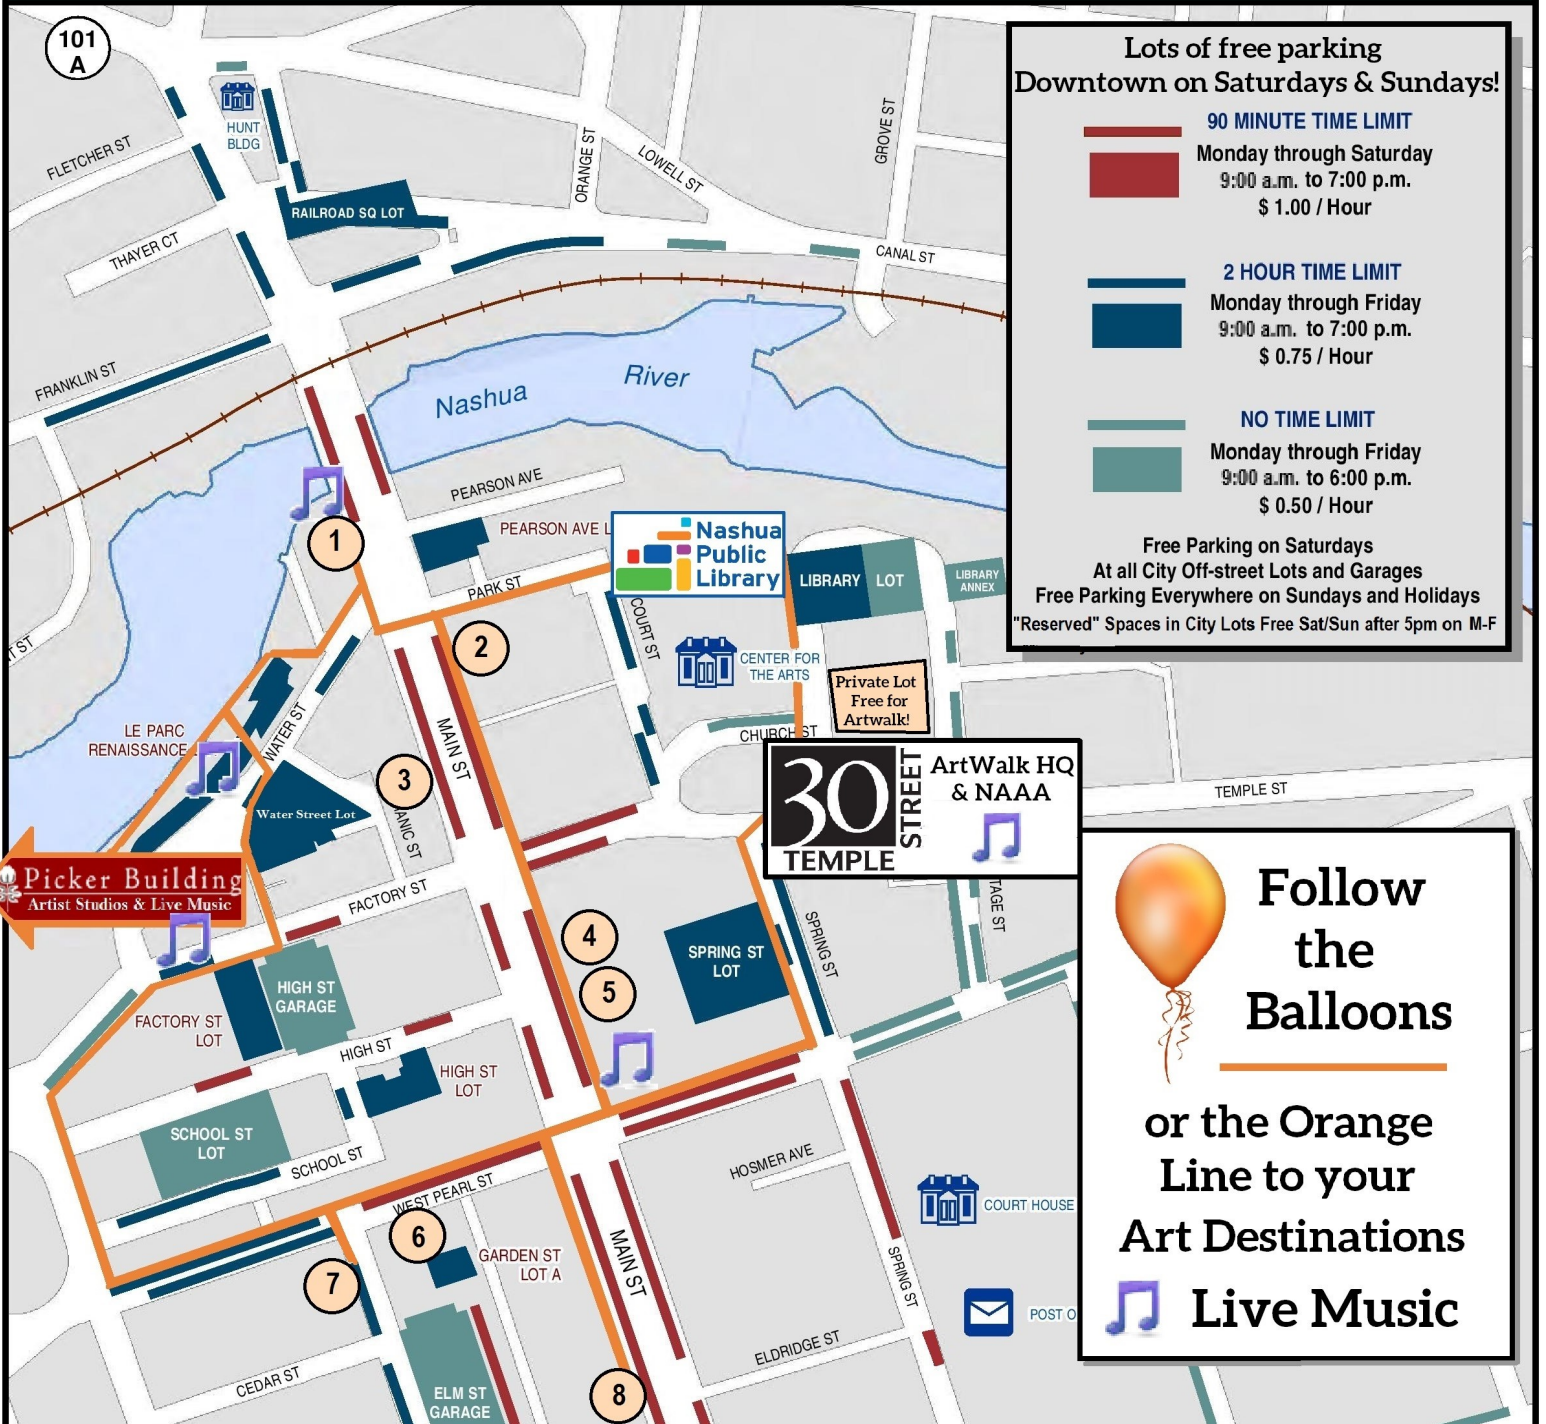 101
A
HUNT
BLDG
FLETCHER ST
THAYER CT
RAILROAD SQ LOT
ORANGE ST
LOWELL ST
GROVE ST
CANAL ST
FRANKLIN ST
Nashua River
Lots of free parking
Downtown on Saturdays & Sundays!
90 MINUTE TIME LIMIT
Monday through Saturday
9:00 a.m. to 7:00 p.m.
$ 1.00 / Hour
2 HOUR TIME LIMIT
Monday through Friday
9:00 a.m. to 7:00 p.m.
$ 0.75 / Hour
NO TIME LIMIT
Monday through Friday
9:00 a.m. to 6:00 p.m.
$ 0.50 / Hour
Free Parking on Saturdays
At all City Off-street Lots and Garages
Free Parking Everywhere on Sundays and Holidays
"Reserved" Spaces in City Lots Free Sat/Sun after 5pm on M-F
PEARSON AVE
PEARSON AVE L
1
PARK ST
Nashua
Public
Library
LIBRARY LOT
LIBRARY
ANNEX
COURT ST
2
CENTER FOR
THE ARTS
Private Lot
Free for
Artwalk!
T ST
LE PARC
RENAISSANCE
WATER ST
MAIN ST
CHURCH ST
3
Water Street Lot
ANIC ST
30
TEMPLE
STREET
ArtWalk HQ
& NAAA
TEMPLE ST
Picker Building
Artist Studios & Live Music
FACTORY ST
4
5
SPRING ST
LOT
SPRING ST
TAGE ST
HIGH ST
GARAGE
FACTORY ST
LOT
HIGH ST
HIGH ST
LOT
SCHOOL ST
LOT
SCHOOL ST
WEST PEARL ST
HOSMER AVE
6
GARDEN ST
LOT A
7
MAIN ST
COURT HOUSE
SPRING ST
POST O
ELDRIDGE ST
CEDAR ST
ELM ST
GARAGE
8
Follow
the
Balloons
or the Orange
Line to your
Art Destinations
Live Music